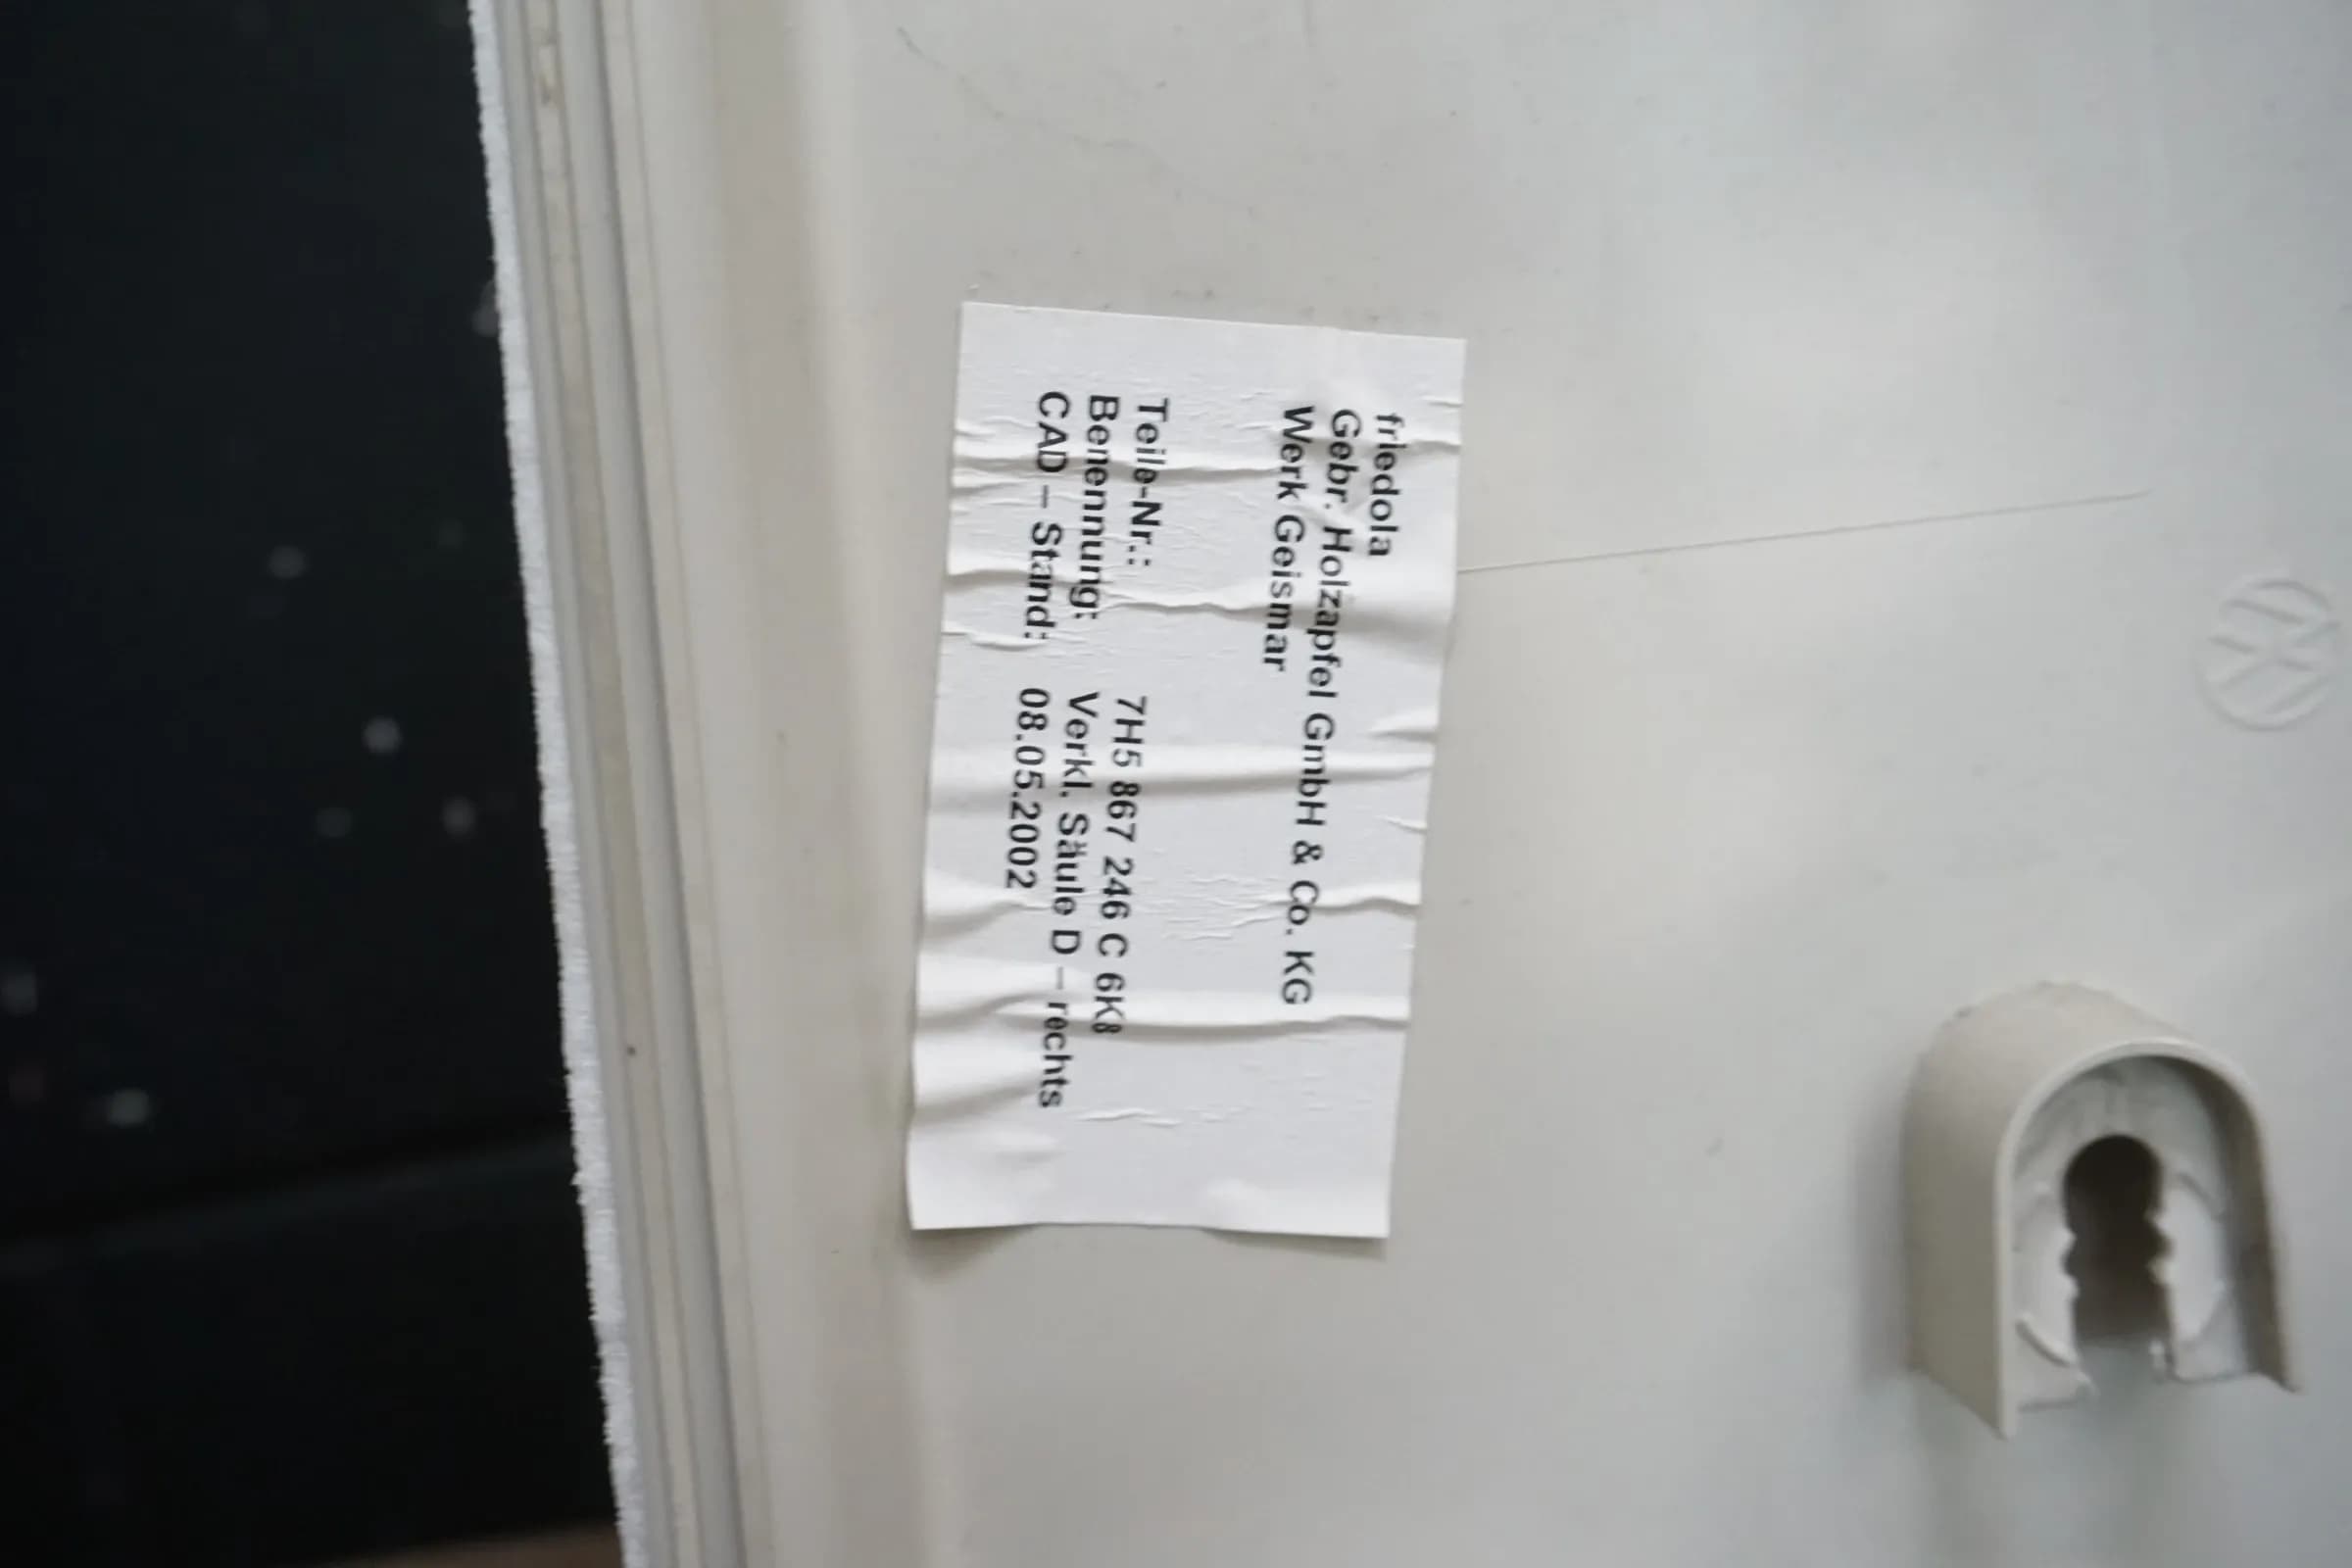 friedola
Gebr. Holzapfel GmbH & Co. KG
Werk Geismar
Teile-Nr.: 7H5 867 246 C 6K8
Benennung: Verkl. Säule D – rechts
CAD – Stand: 08.05.2002